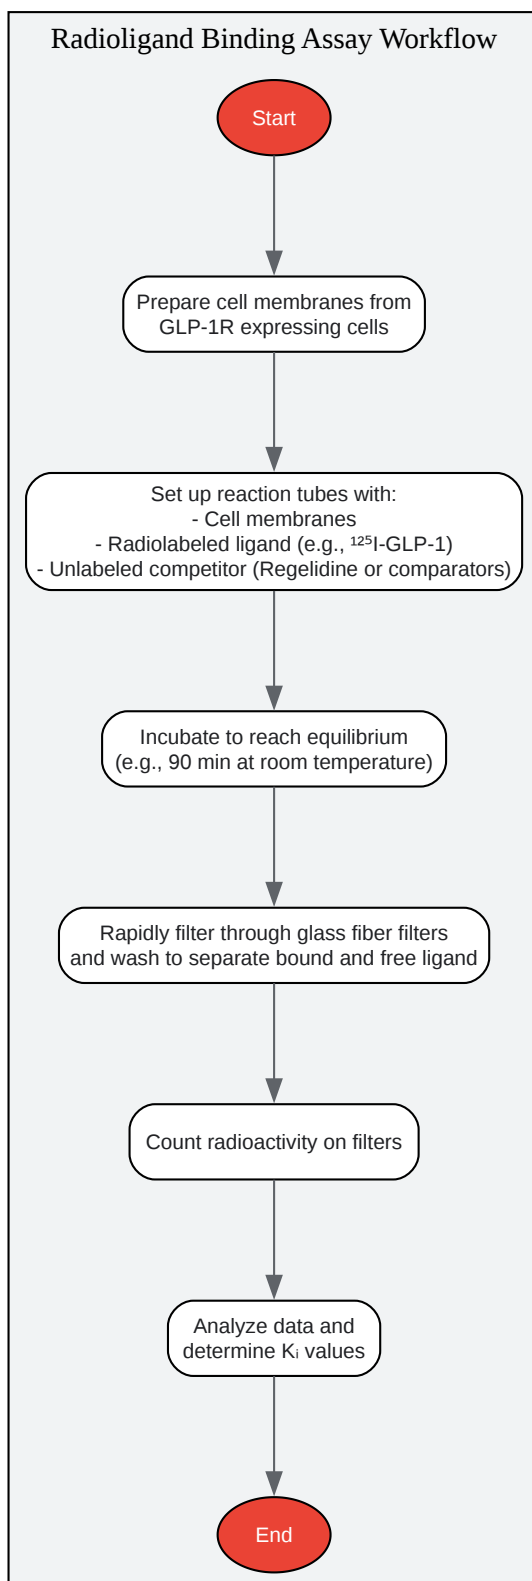 Radioligand Binding Assay Workflow
Start
Prepare cell membranes from
GLP-1R expressing cells
Set up reaction tubes with:
- Cell membranes
- Radiolabeled ligand (e.g., ¹²⁵I-GLP-1)
- Unlabeled competitor (Regelidine or comparators)
Incubate to reach equilibrium
(e.g., 90 min at room temperature)
Rapidly filter through glass fiber filters
and wash to separate bound and free ligand
Count radioactivity on filters
Analyze data and
determine Kᵢ values
End